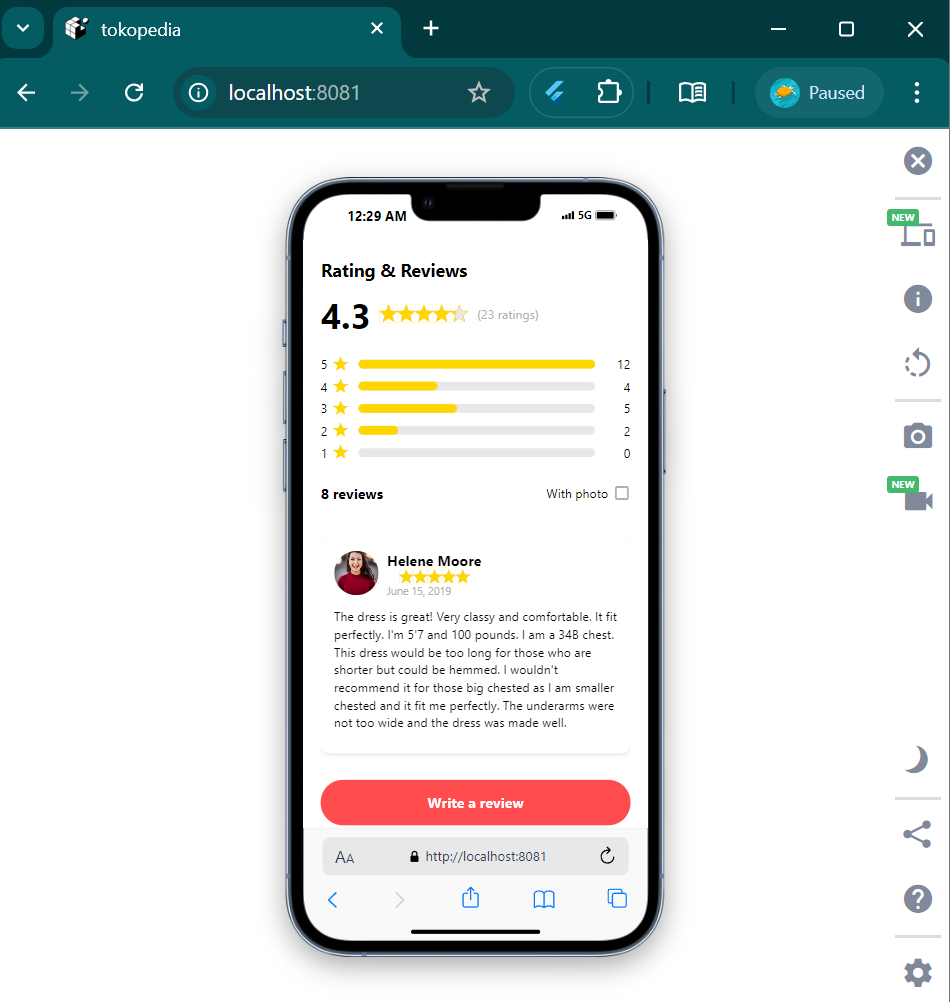 tokopedia
localhost:8081
Paused
NEW
12:29 AM
5G
Rating & Reviews
4.3 (23 ratings)
5 12
4 4
3 5
2 2
1 0
8 reviews With photo
NEW
Helene Moore
June 15, 2019
The dress is great! Very classy and comfortable. It fit
perfectly. I'm 5'7 and 100 pounds. I am a 34B chest.
This dress would be too long for those who are
shorter but could be hemmed. I wouldn't
recommend it for those big chested as I am smaller
chested and it fit me perfectly. The underarms were
not too wide and the dress was made well.
Write a review
AA http://localhost:8081